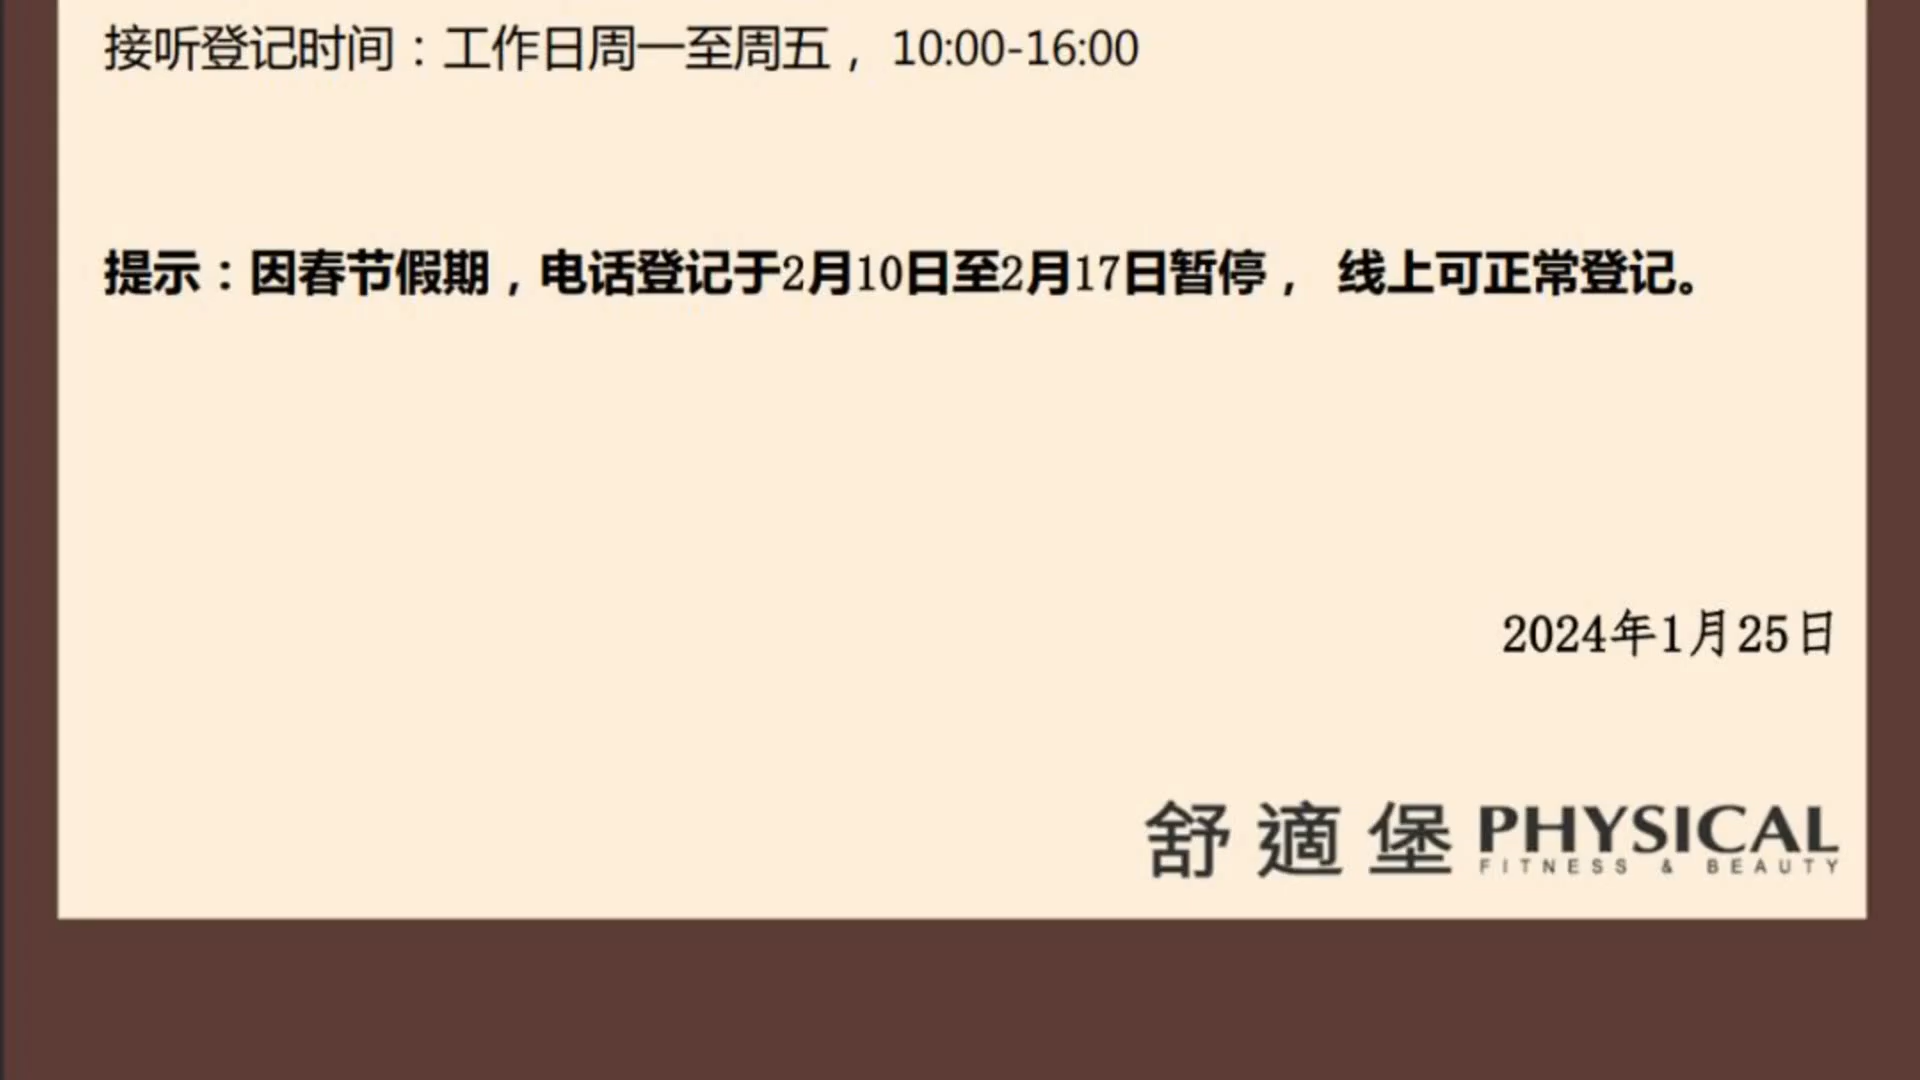 接听登记时间：工作日周一至周五，10:00-16:00
提示：因春节假期，电话登记于2月10日至2月17日暂停， 线上可正常登记。
2024年1月25日
舒適堡 PHYSICAL
FITNESS & BEAUTY